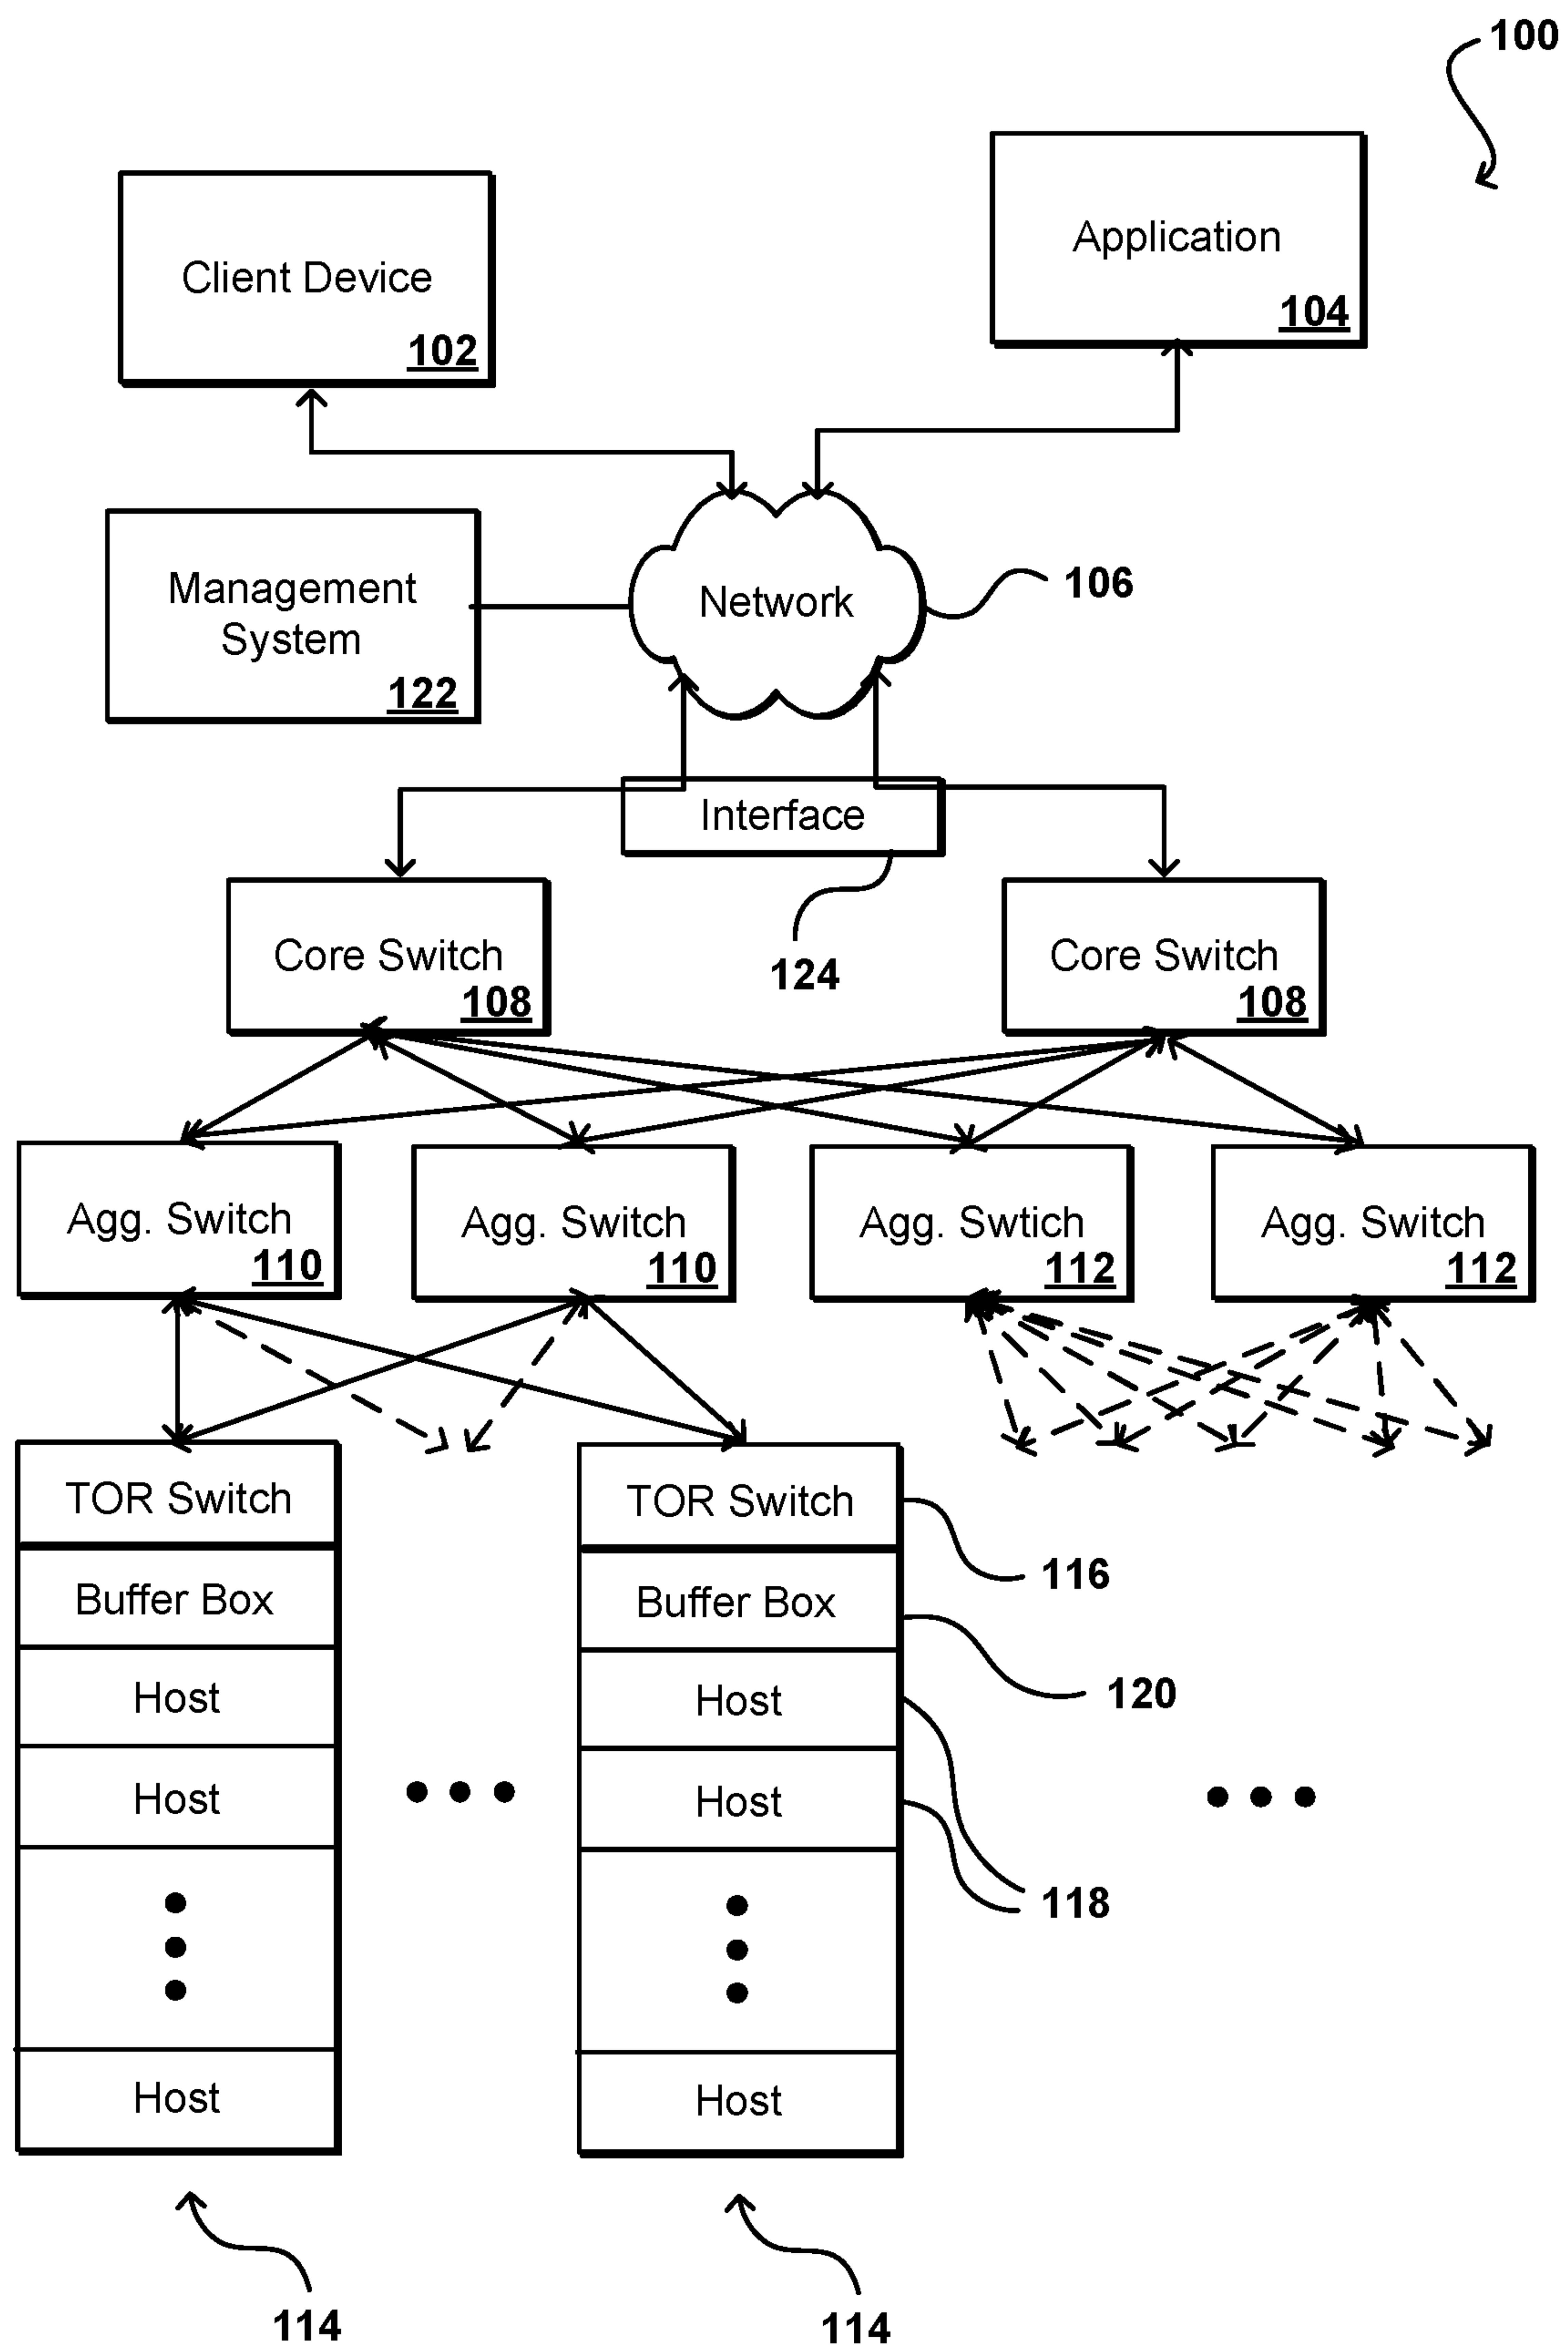 100
Client Device
102
Application
104
Management
System
122
Network
106
Interface
124
Core Switch
108
Core Switch
108
Agg. Switch
110
Agg. Switch
110
Agg. Swtich
112
Agg. Switch
112
TOR Switch
Buffer Box
Host
Host
Host
TOR Switch
Buffer Box
Host
Host
Host
116
120
118
114
114